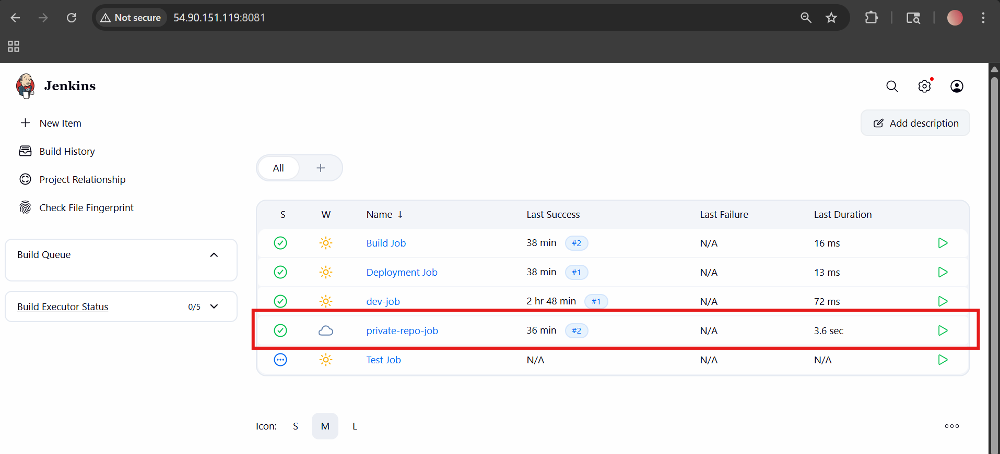 Not secure 54.90.151.119:8081
Jenkins
New Item
Add description
Build History
All
Project Relationship
Check File Fingerprint
S W Name ↓ Last Success Last Failure Last Duration
Build Job 38 min #2 N/A 16 ms
Build Queue
Deployment Job 38 min #1 N/A 13 ms
dev-job 2 hr 48 min #1 N/A 72 ms
Build Executor Status 0/5
private-repo-job 36 min #2 N/A 3.6 sec
Test Job N/A N/A N/A
Icon: S M L